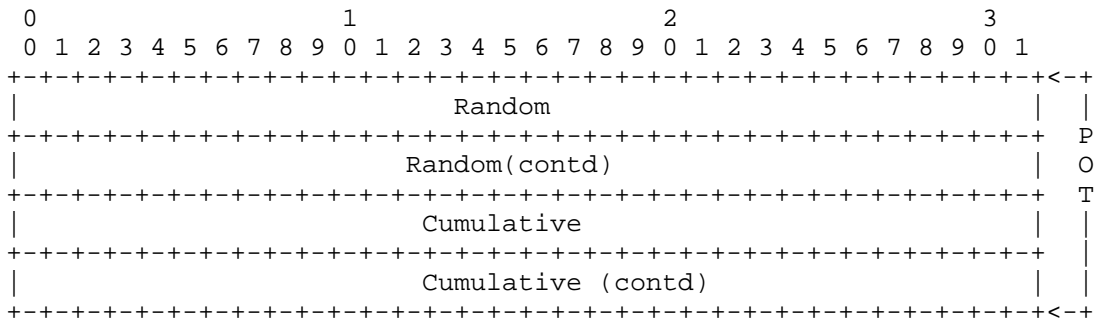 0                   1                   2                   3
 0 1 2 3 4 5 6 7 8 9 0 1 2 3 4 5 6 7 8 9 0 1 2 3 4 5 6 7 8 9 0 1
+-+-+-+-+-+-+-+-+-+-+-+-+-+-+-+-+-+-+-+-+-+-+-+-+-+-+-+-+-+-+-+-+<-+
|                           Random                              |  |
+-+-+-+-+-+-+-+-+-+-+-+-+-+-+-+-+-+-+-+-+-+-+-+-+-+-+-+-+-+-+-+-+  P
|                        Random(contd)                          |  O
+-+-+-+-+-+-+-+-+-+-+-+-+-+-+-+-+-+-+-+-+-+-+-+-+-+-+-+-+-+-+-+-+  T
|                         Cumulative                            |  |
+-+-+-+-+-+-+-+-+-+-+-+-+-+-+-+-+-+-+-+-+-+-+-+-+-+-+-+-+-+-+-+-+  |
|                         Cumulative (contd)                    |  |
+-+-+-+-+-+-+-+-+-+-+-+-+-+-+-+-+-+-+-+-+-+-+-+-+-+-+-+-+-+-+-+-+<-+